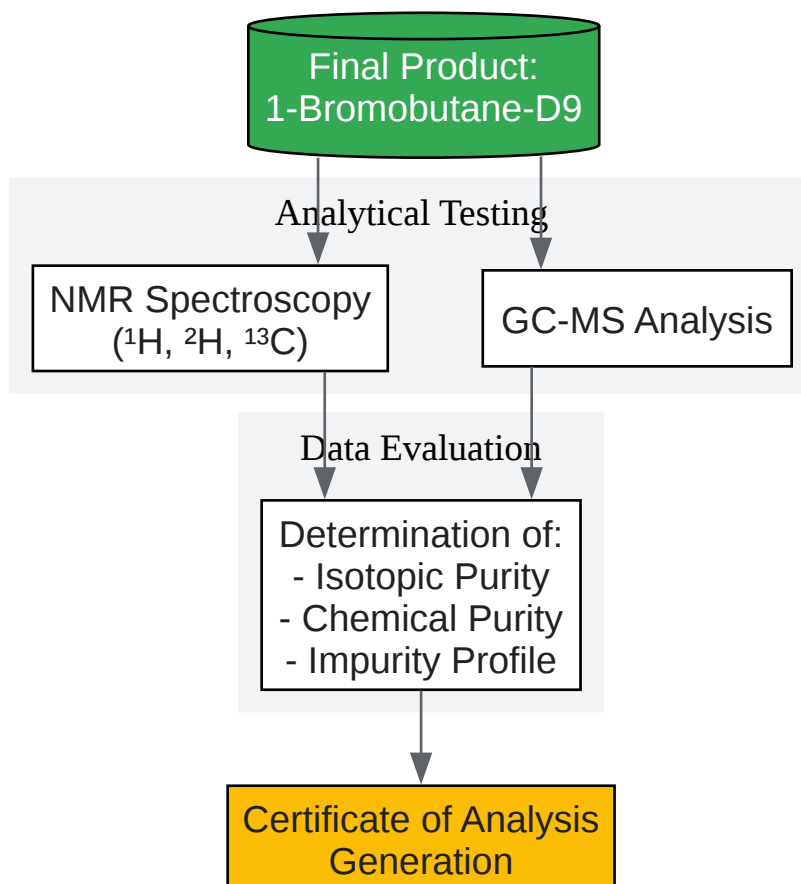 Final Product:
1-Bromobutane-D9
Analytical Testing
NMR Spectroscopy
(¹H, ²H, ¹³C)
GC-MS Analysis
Data Evaluation
Determination of:
- Isotopic Purity
- Chemical Purity
- Impurity Profile
Certificate of Analysis
Generation